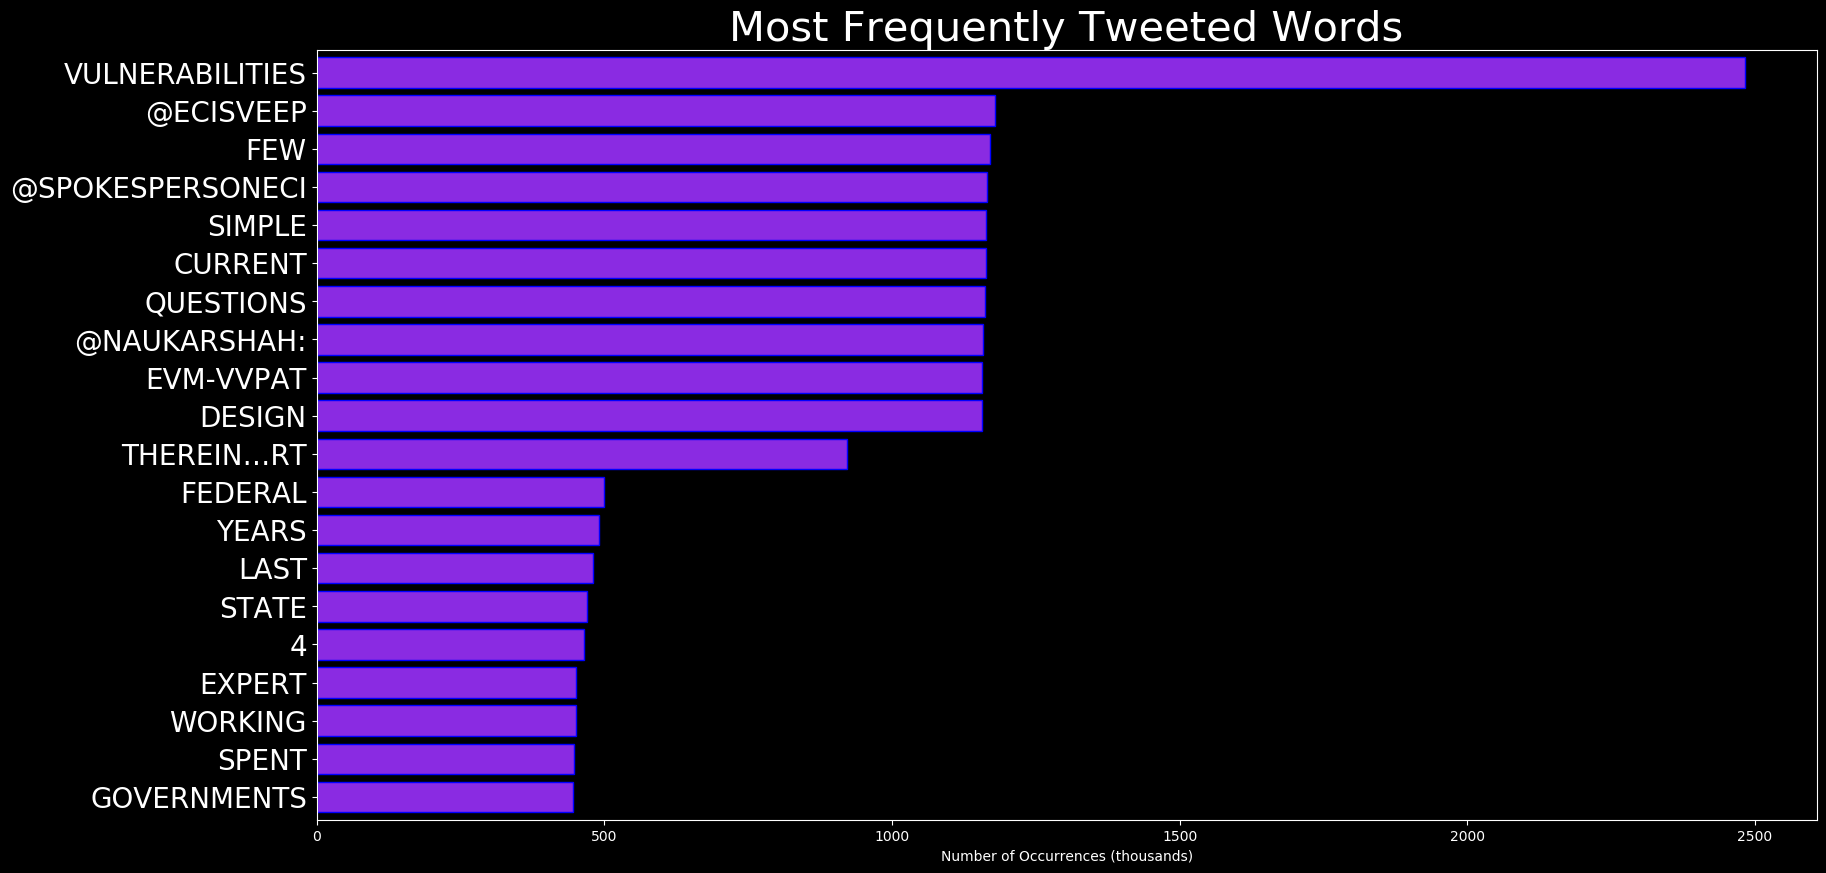 Most Frequently Tweeted Words
VULNERABILITIES
@ECISVEEP
FEW
@SPOKESPERSONECI
SIMPLE
CURRENT
QUESTIONS
@NAUKARSHAH:
EVM-VVPAT
DESIGN
THEREIN…RT
FEDERAL
YEARS
LAST
STATE
4
EXPERT
WORKING
SPENT
GOVERNMENTS
0 500 1000 1500 2000 2500
Number of Occurrences (thousands)